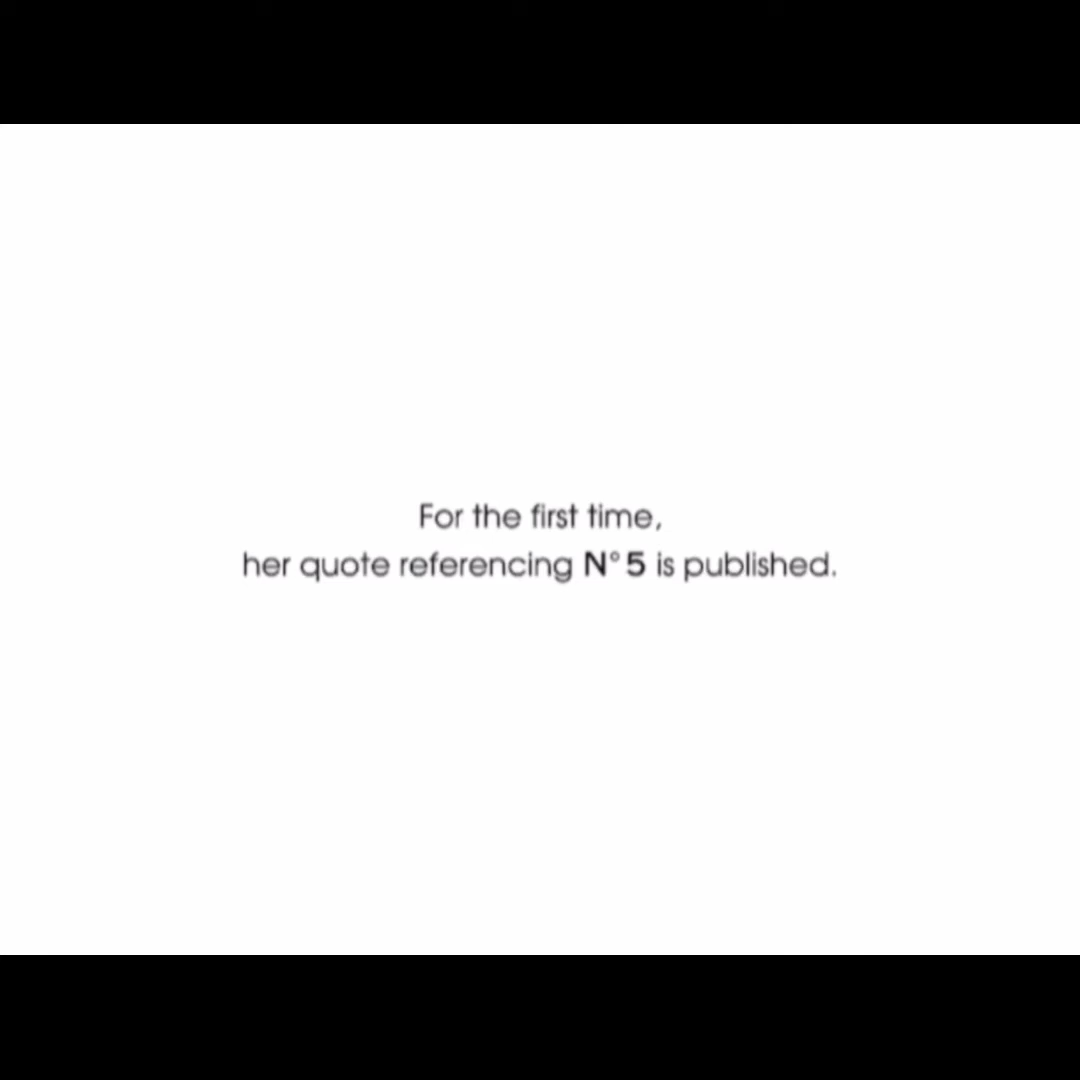 For the first time,
her quote referencing N° 5 is published.